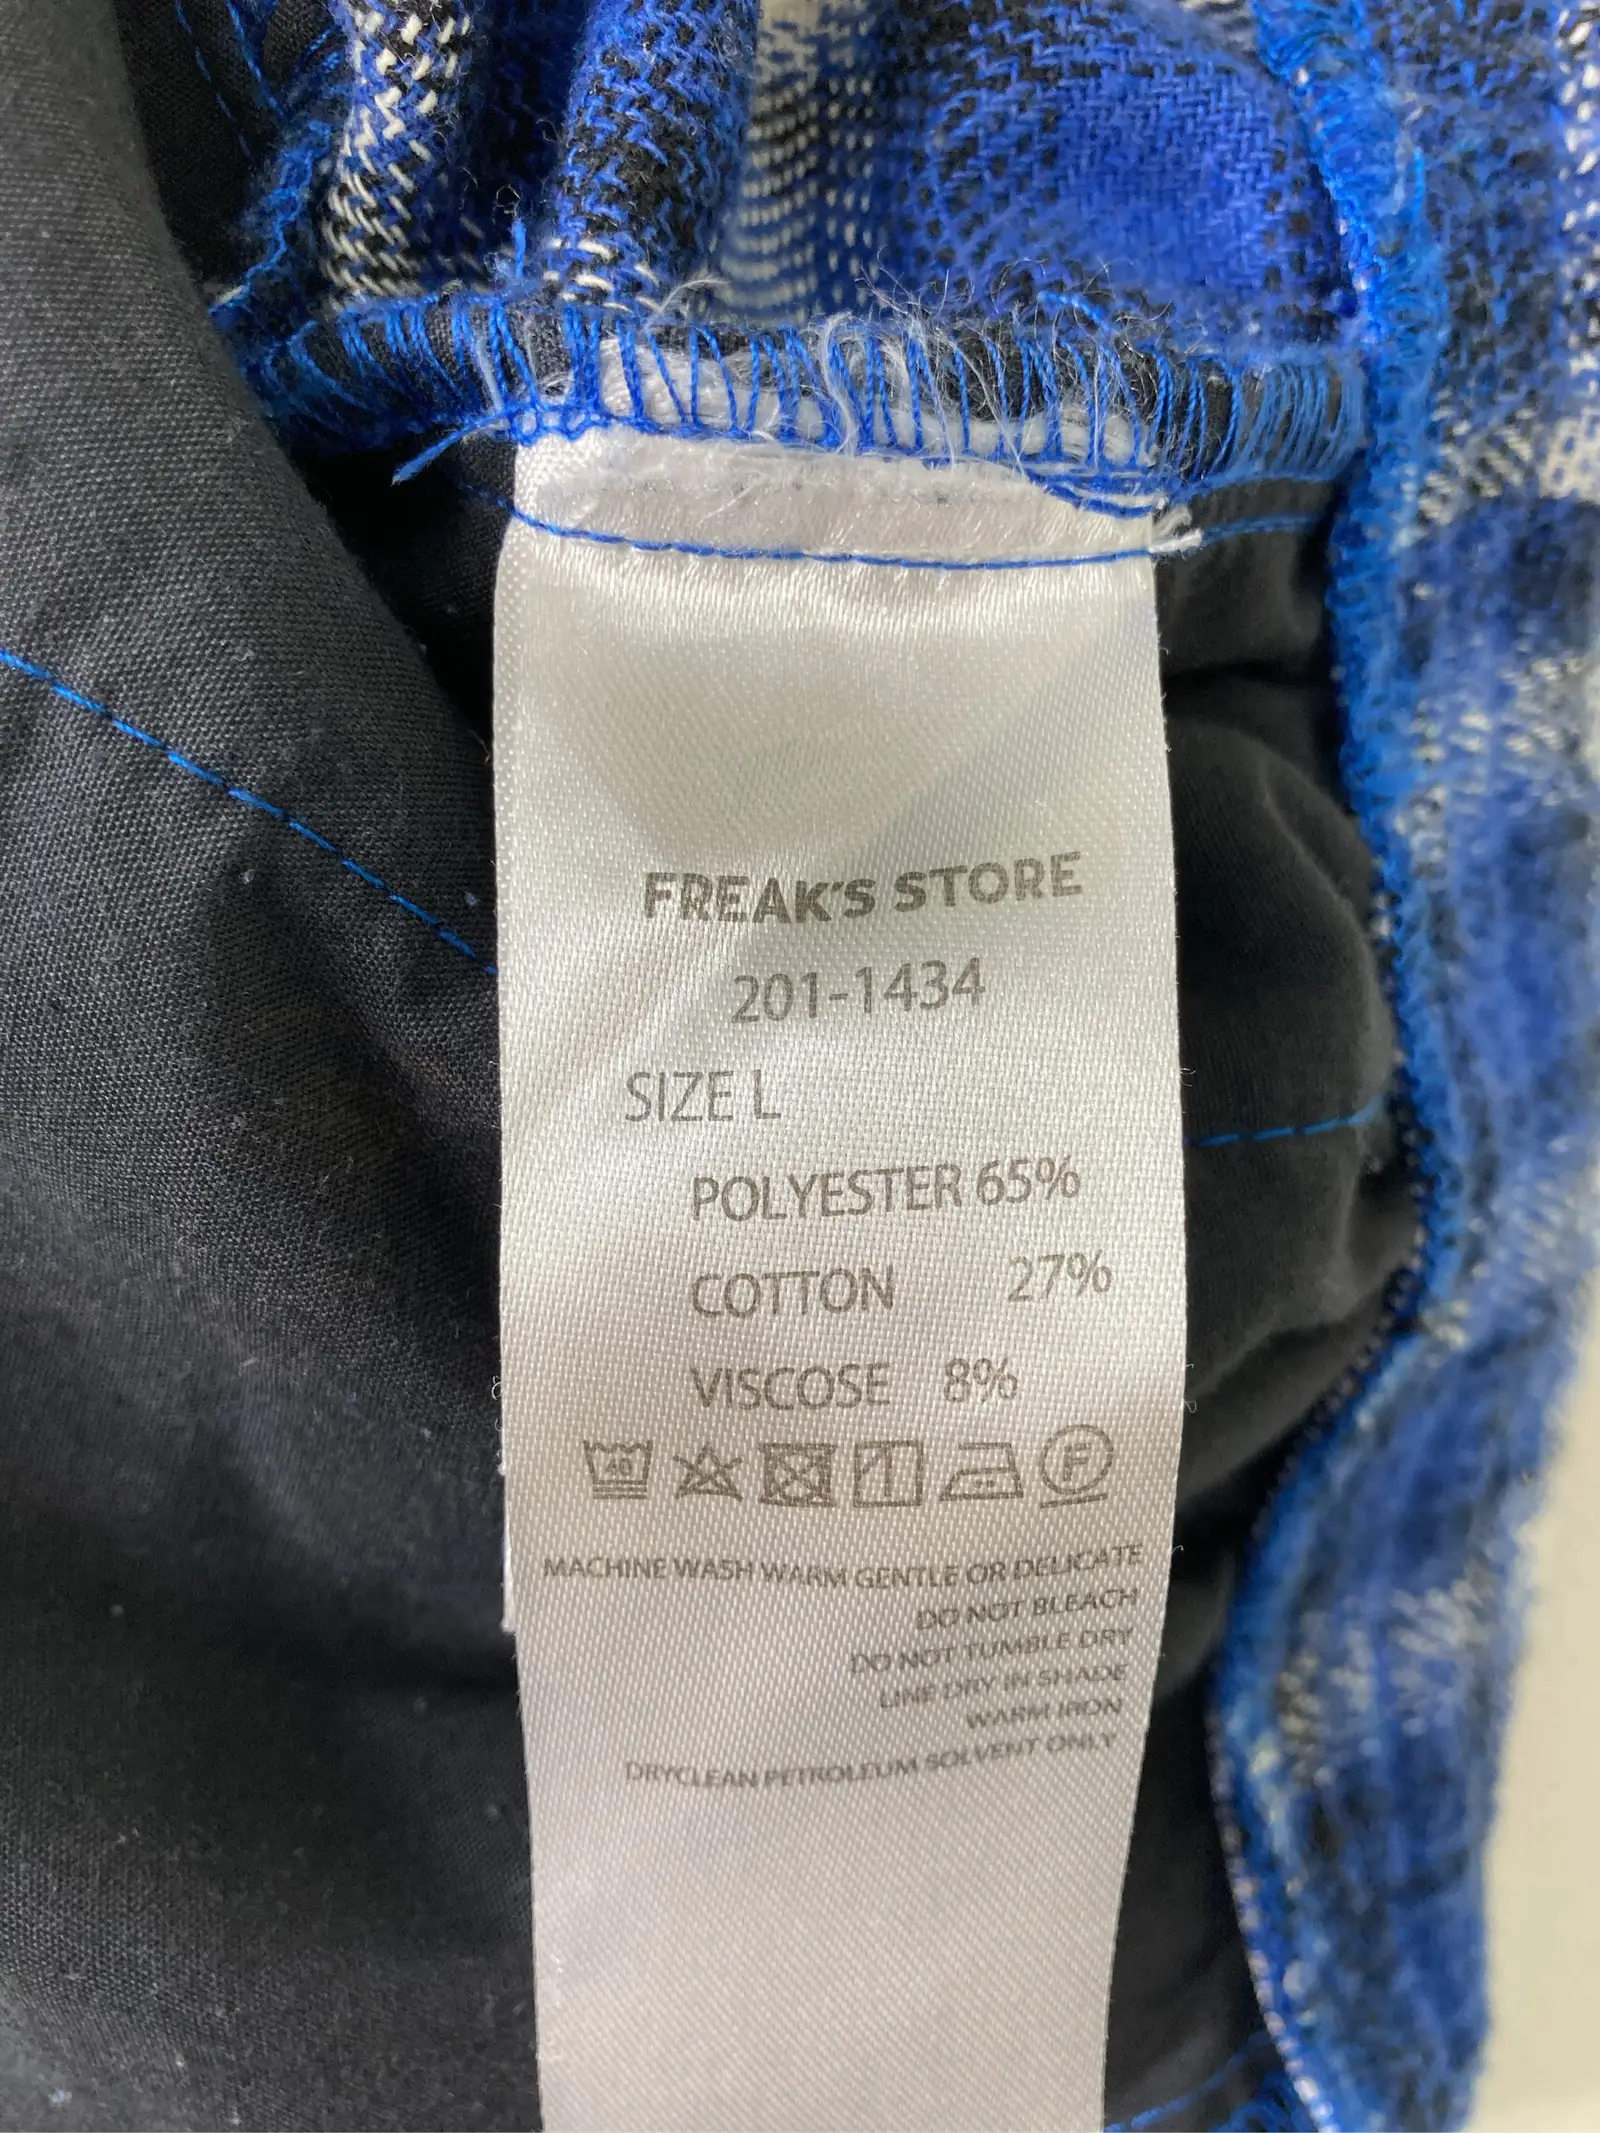 FREAK'S STORE
201-1434
SIZE L
POLYESTER 65%
COTTON 27%
VISCOSE 8%
40 F
MACHINE WASH WARM GENTLE OR DELICATE
DO NOT BLEACH
DO NOT TUMBLE DRY
LINE DRY IN SHADE
WARM IRON
DRYCLEAN PETROLEUM SOLVENT ONLY